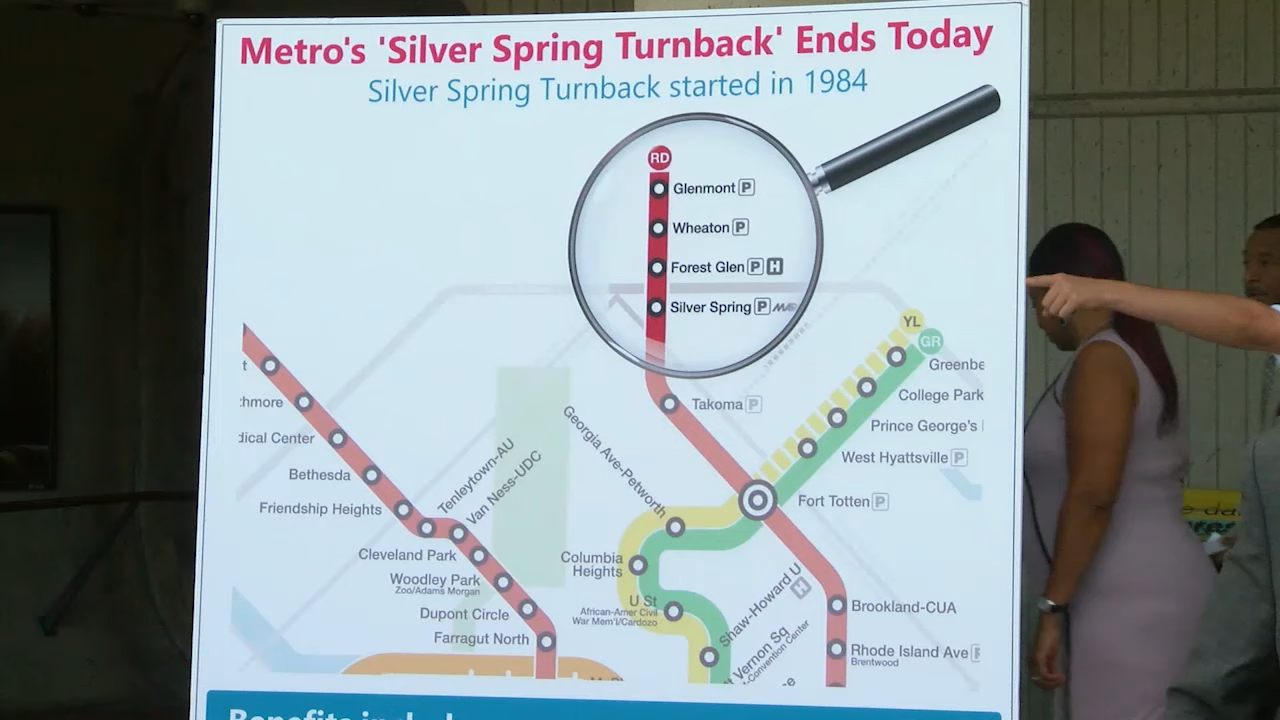 Metro's 'Silver Spring Turnback' Ends Today
Silver Spring Turnback started in 1984
RD
Glenmont P
Wheaton P
Forest Glen P H
Silver Spring P
YL
GR
Greenbe
College Park
Prince George's
West Hyattsville P
Fort Totten P
Takoma P
t
hmore
dical Center
Bethesda
Friendship Heights
Tenleytown-AU
Van Ness-UDC
Cleveland Park
Woodley Park
Zoo/Adams Morgan
Dupont Circle
Farragut North
Georgia Ave-Petworth
Columbia
Heights
U St
African-Amer Civil
War Mem'l/Cardozo
Shaw-Howard U
H
t Vernon Sq
-Convention Center
Brookland-CUA
Rhode Island Ave P
Brentwood